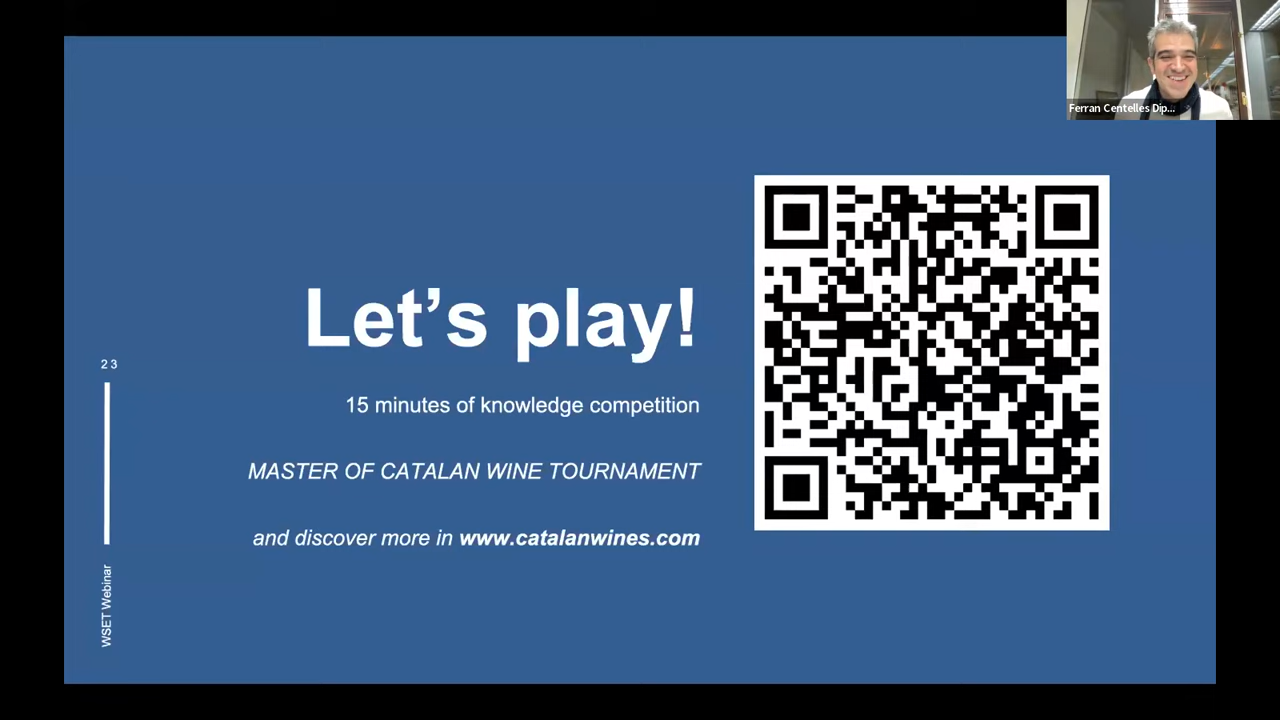 Ferran Centelles Dip...
Let's play!
23
15 minutes of knowledge competition
MASTER OF CATALAN WINE TOURNAMENT
and discover more in www.catalanwines.com
WSET Webinar